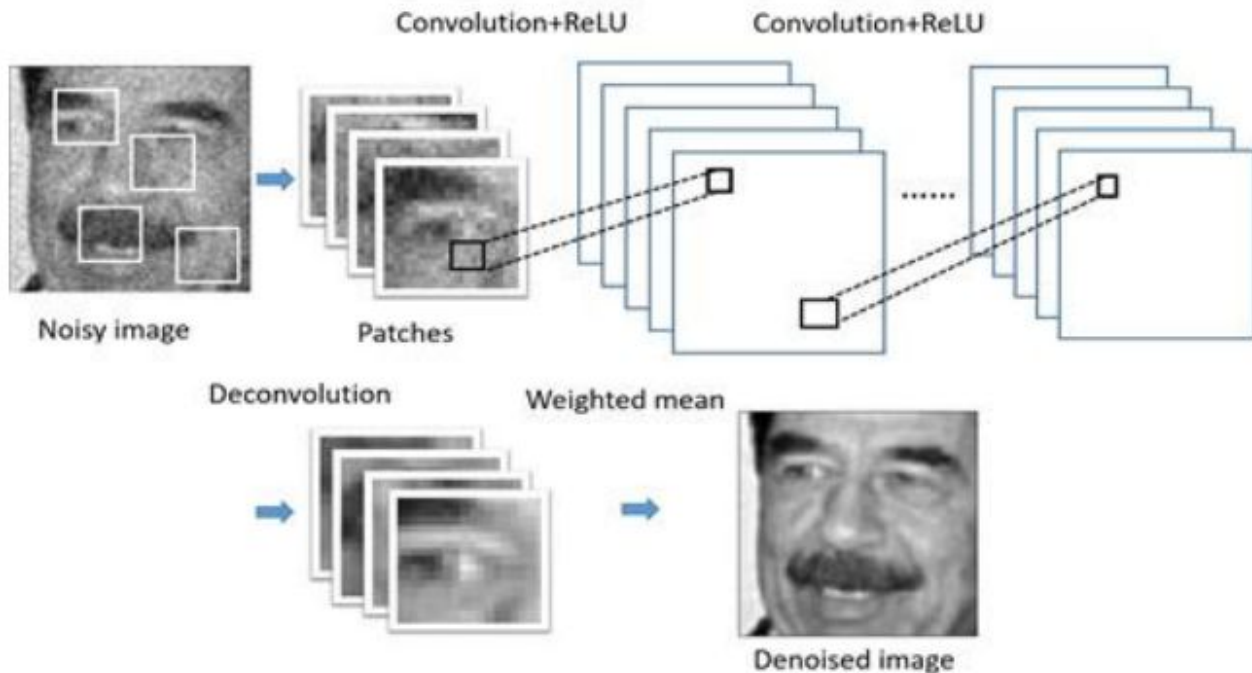 Convolution+ReLU
Convolution+ReLU
......
Noisy image
Patches
Deconvolution
Weighted mean
Denoised image